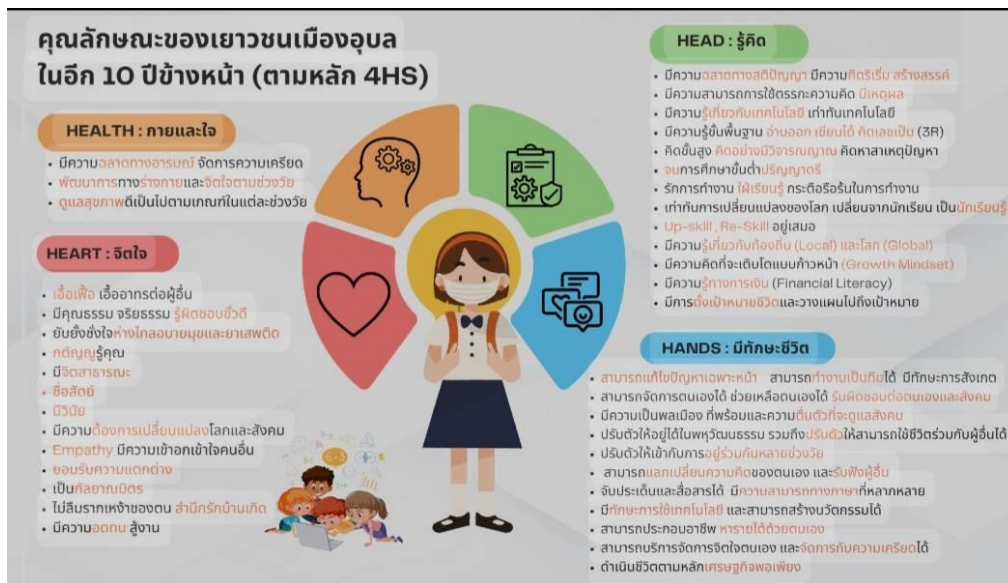 คุณลักษณะของเยาวชนเมืองอุบล
ในอีก 10 ปีข้างหน้า (ตามหลัก 4HS)
HEALTH : กายและใจ
• มีความฉลาดทางอารมณ์ จัดการความเครียด
• พัฒนาการทางร่างกายและจิตใจตามช่วงวัย
• ดูแลสุขภาพดีเป็นไปตามเกณฑ์ในแต่ละช่วงวัย
HEART : จิตใจ
• เอื้อเฟื้อ เอื้ออาทรต่อผู้อื่น
• มีคุณธรรม จริยธรรม รู้ผิดชอบชั่วดี
• ยับยั้งชั่งใจห่างไกลอบายมุขและยาเสพติด
• กตัญญูรู้คุณ
• มีจิตสาธารณะ
• ซื่อสัตย์
• มีวินัย
• มีความต้องการเปลี่ยนแปลงโลกและสังคม
• Empathy มีความเข้าอกเข้าใจคนอื่น
• ยอมรับความแตกต่าง
• เป็นกัลยาณมิตร
• ไม่ลืมรากเหง้าของตน สำนึกรักบ้านเกิด
• มีความอดทน สู้งาน
HEAD : รู้คิด
• มีความฉลาดทางสติปัญญา มีความคิดริเริ่ม สร้างสรรค์
• มีความสามารถการใช้ตรรกะความคิด มีเหตุผล
• มีความรู้เกี่ยวกับเทคโนโลยี เท่าทันเทคโนโลยี
• มีความรู้ขั้นพื้นฐาน อ่านออก เขียนได้ คิดเลขเป็น (3R)
• คิดขั้นสูง คิดอย่างมีวิจารณญาณ คิดหาสาเหตุปัญหา
• จบการศึกษาขั้นต่ำปริญญาตรี
• รักการทำงาน ใฝ่เรียนรู้ กระตือรือร้นในการทำงาน
• เท่าทันการเปลี่ยนแปลงของโลก เปลี่ยนจากนักเรียน เป็นนักเรียนรู้
• Up-skill , Re-Skill อยู่เสมอ
• มีความรู้เกี่ยวกับท้องถิ่น (Local) และโลก (Global)
• มีความคิดที่จะเติบโตแบบก้าวหน้า (Growth Mindset)
• มีความรู้ทางการเงิน (Financial Literacy)
• มีการตั้งเป้าหมายชีวิตและวางแผนไปถึงเป้าหมาย
HANDS : มีทักษะชีวิต
• สามารถแก้ไขปัญหาเฉพาะหน้า สามารถทำงานเป็นทีมได้ มีทักษะการสังเกต
• สามารถจัดการตนเองได้ ช่วยเหลือตนเองได้ รับผิดชอบต่อตนเองและสังคม
• มีความเป็นพลเมือง ที่พร้อมและความตื่นตัวที่จะดูแลสังคม
• ปรับตัวให้อยู่ได้ในพหุวัฒนธรรม รวมถึงปรับตัวให้สามารถใช้ชีวิตร่วมกับผู้อื่นได้
• ปรับตัวให้เข้ากับการอยู่ร่วมกันหลายช่วงวัย
• สามารถแลกเปลี่ยนความคิดของตนเอง และรับฟังผู้อื่น
• จับประเด็นและสื่อสารได้ มีความสามารถทางภาษาที่หลากหลาย
• มีทักษะการใช้เทคโนโลยี และสามารถสร้างนวัตกรรมได้
• สามารถประกอบอาชีพ หารายได้ด้วยตนเอง
• สามารถบริการจัดการจิตใจตนเอง และจัดการกับความเครียดได้
• ดำเนินชีวิตตามหลักเศรษฐกิจพอเพียง